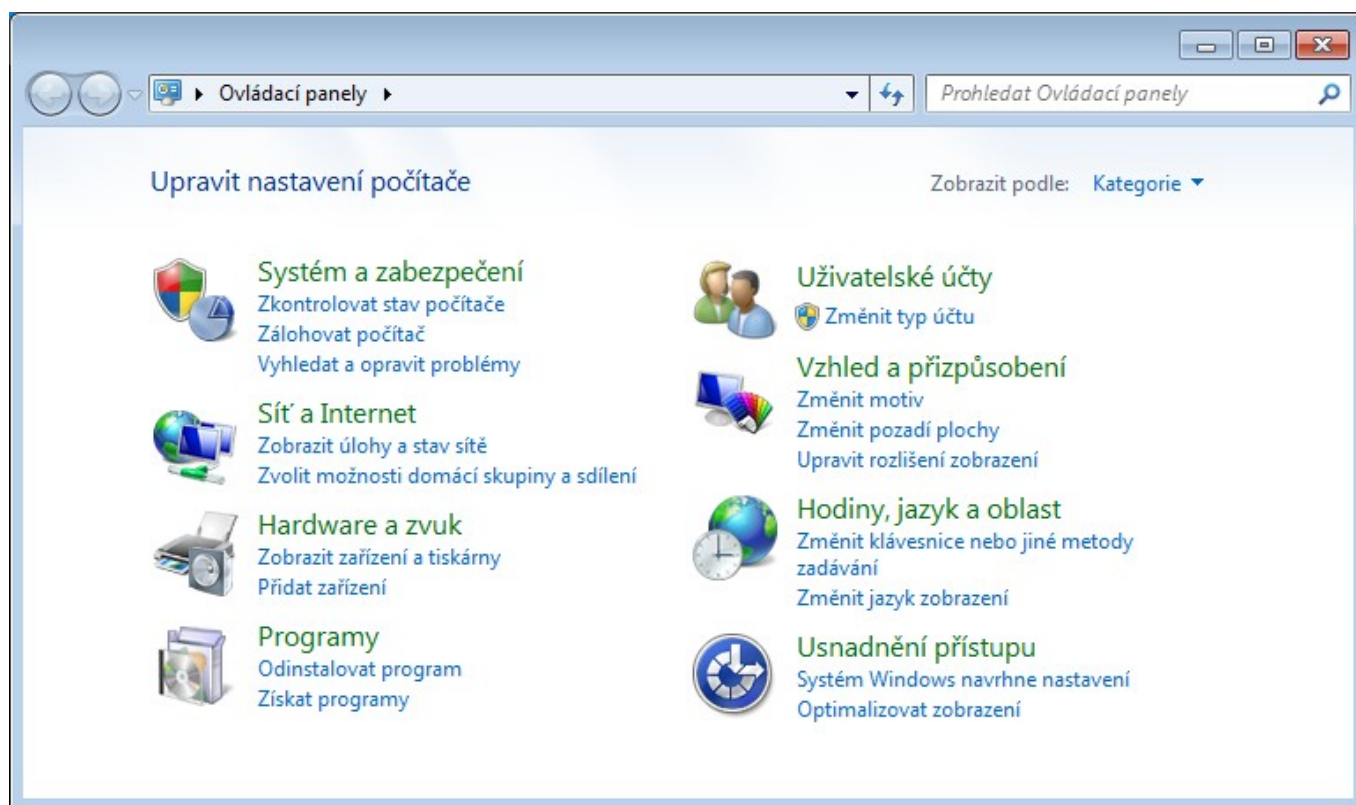 Ovládací panely
Prohledat Ovládací panely
Upravit nastavení počítače
Zobrazit podle: Kategorie
Systém a zabezpečení
Zkontrolovat stav počítače
Zálohovat počítač
Vyhledat a opravit problémy
Síť a Internet
Zobrazit úlohy a stav sítě
Zvolit možnosti domácí skupiny a sdílení
Hardware a zvuk
Zobrazit zařízení a tiskárny
Přidat zařízení
Programy
Odinstalovat program
Získat programy
Uživatelské účty
Změnit typ účtu
Vzhled a přizpůsobení
Změnit motiv
Změnit pozadí plochy
Upravit rozlišení zobrazení
Hodiny, jazyk a oblast
Změnit klávesnice nebo jiné metody
zadávání
Změnit jazyk zobrazení
Usnadnění přístupu
Systém Windows navrhne nastavení
Optimalizovat zobrazení